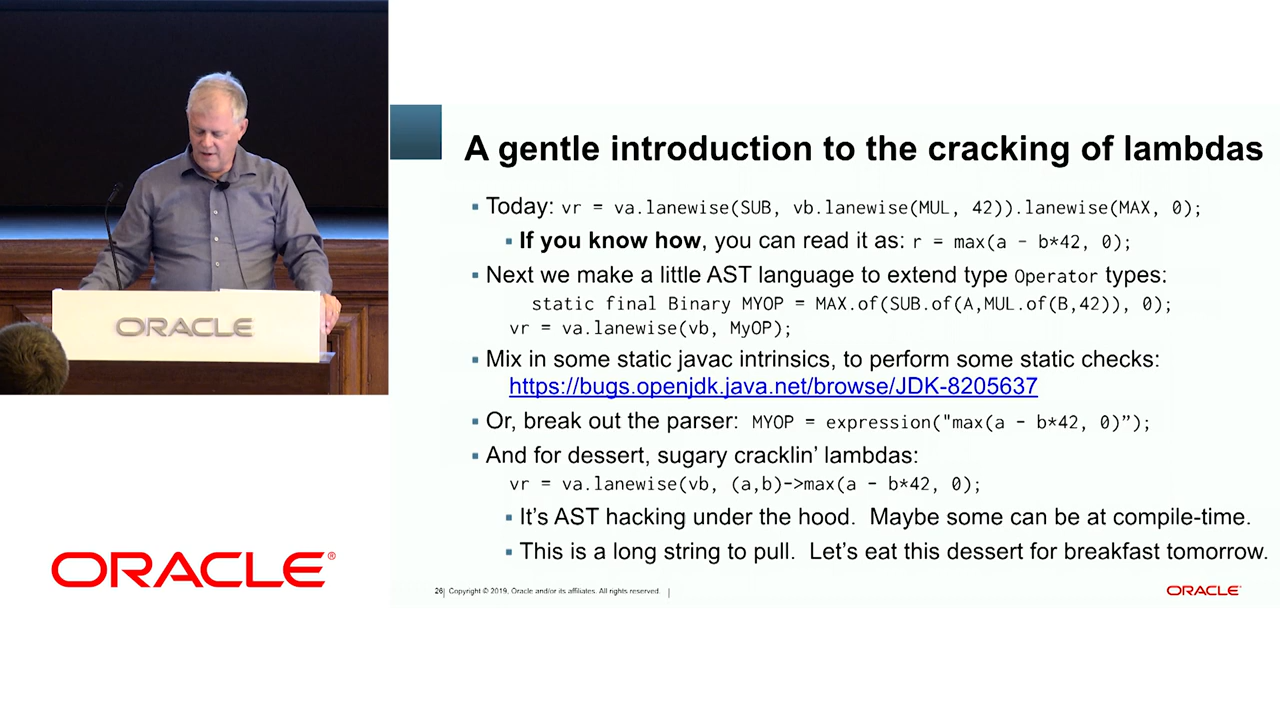 ORACLE
ORACLE®
A gentle introduction to the cracking of lambdas
▪ Today: vr = va.lanewise(SUB, vb.lanewise(MUL, 42)).lanewise(MAX, 0);
▪ If you know how, you can read it as: r = max(a - b*42, 0);
▪ Next we make a little AST language to extend type Operator types:
static final Binary MYOP = MAX.of(SUB.of(A,MUL.of(B,42)), 0);
vr = va.lanewise(vb, MyOP);
▪ Mix in some static javac intrinsics, to perform some static checks:
https://bugs.openjdk.java.net/browse/JDK-8205637
▪ Or, break out the parser: MYOP = expression("max(a - b*42, 0)”);
▪ And for dessert, sugary cracklin’ lambdas:
vr = va.lanewise(vb, (a,b)->max(a - b*42, 0);
▪ It’s AST hacking under the hood. Maybe some can be at compile-time.
▪ This is a long string to pull. Let’s eat this dessert for breakfast tomorrow.
26| Copyright © 2019, Oracle and/or its affiliates. All rights reserved. |
ORACLE®